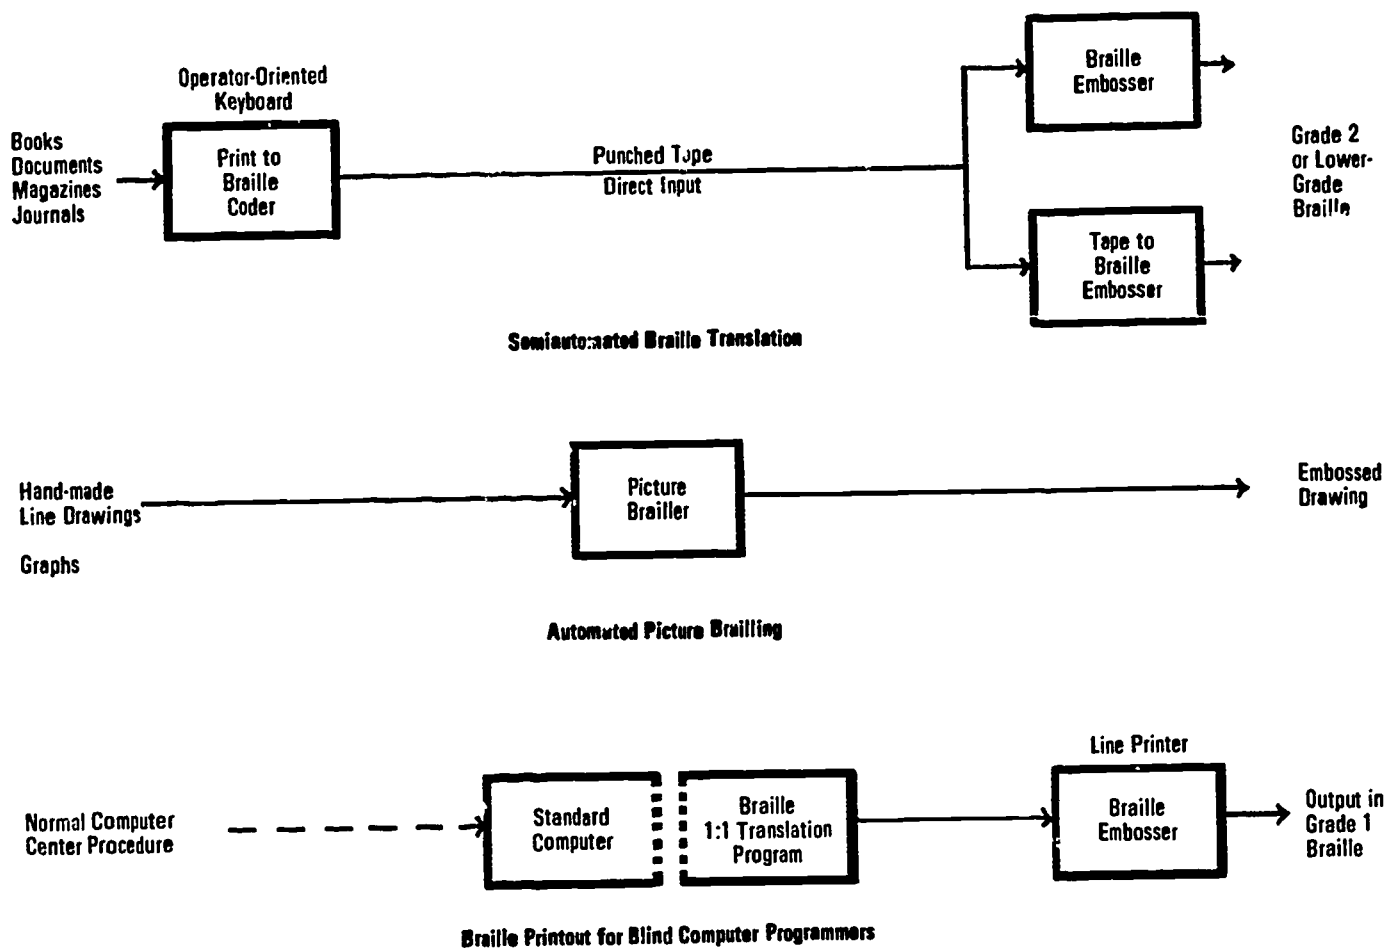 Operator-Oriented
Keyboard
Books
Documents
Magazines
Journals
Print to
Braille
Coder
Punched Tape
Direct Input
Braille
Embosser
Tape to
Braille
Embosser
Grade 2
or Lower-
Grade
Braille
Semiautomated Braille Translation
Hand-made
Line Drawings
Graphs
Picture
Brailler
Embossed
Drawing
Automated Picture Brailling
Normal Computer
Center Procedure
Standard
Computer
Braille
1:1 Translation
Program
Line Printer
Braille
Embosser
Output in
Grade 1
Braille
Braille Printout for Blind Computer Programmers